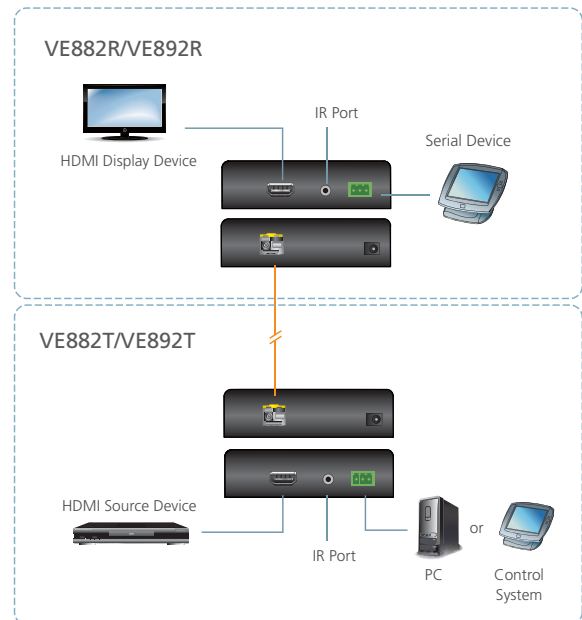 VE882R/VE892R
IR Port
Serial Device
HDMI Display Device
VE882T/VE892T
HDMI Source Device
or
IR Port
PC
Control
System